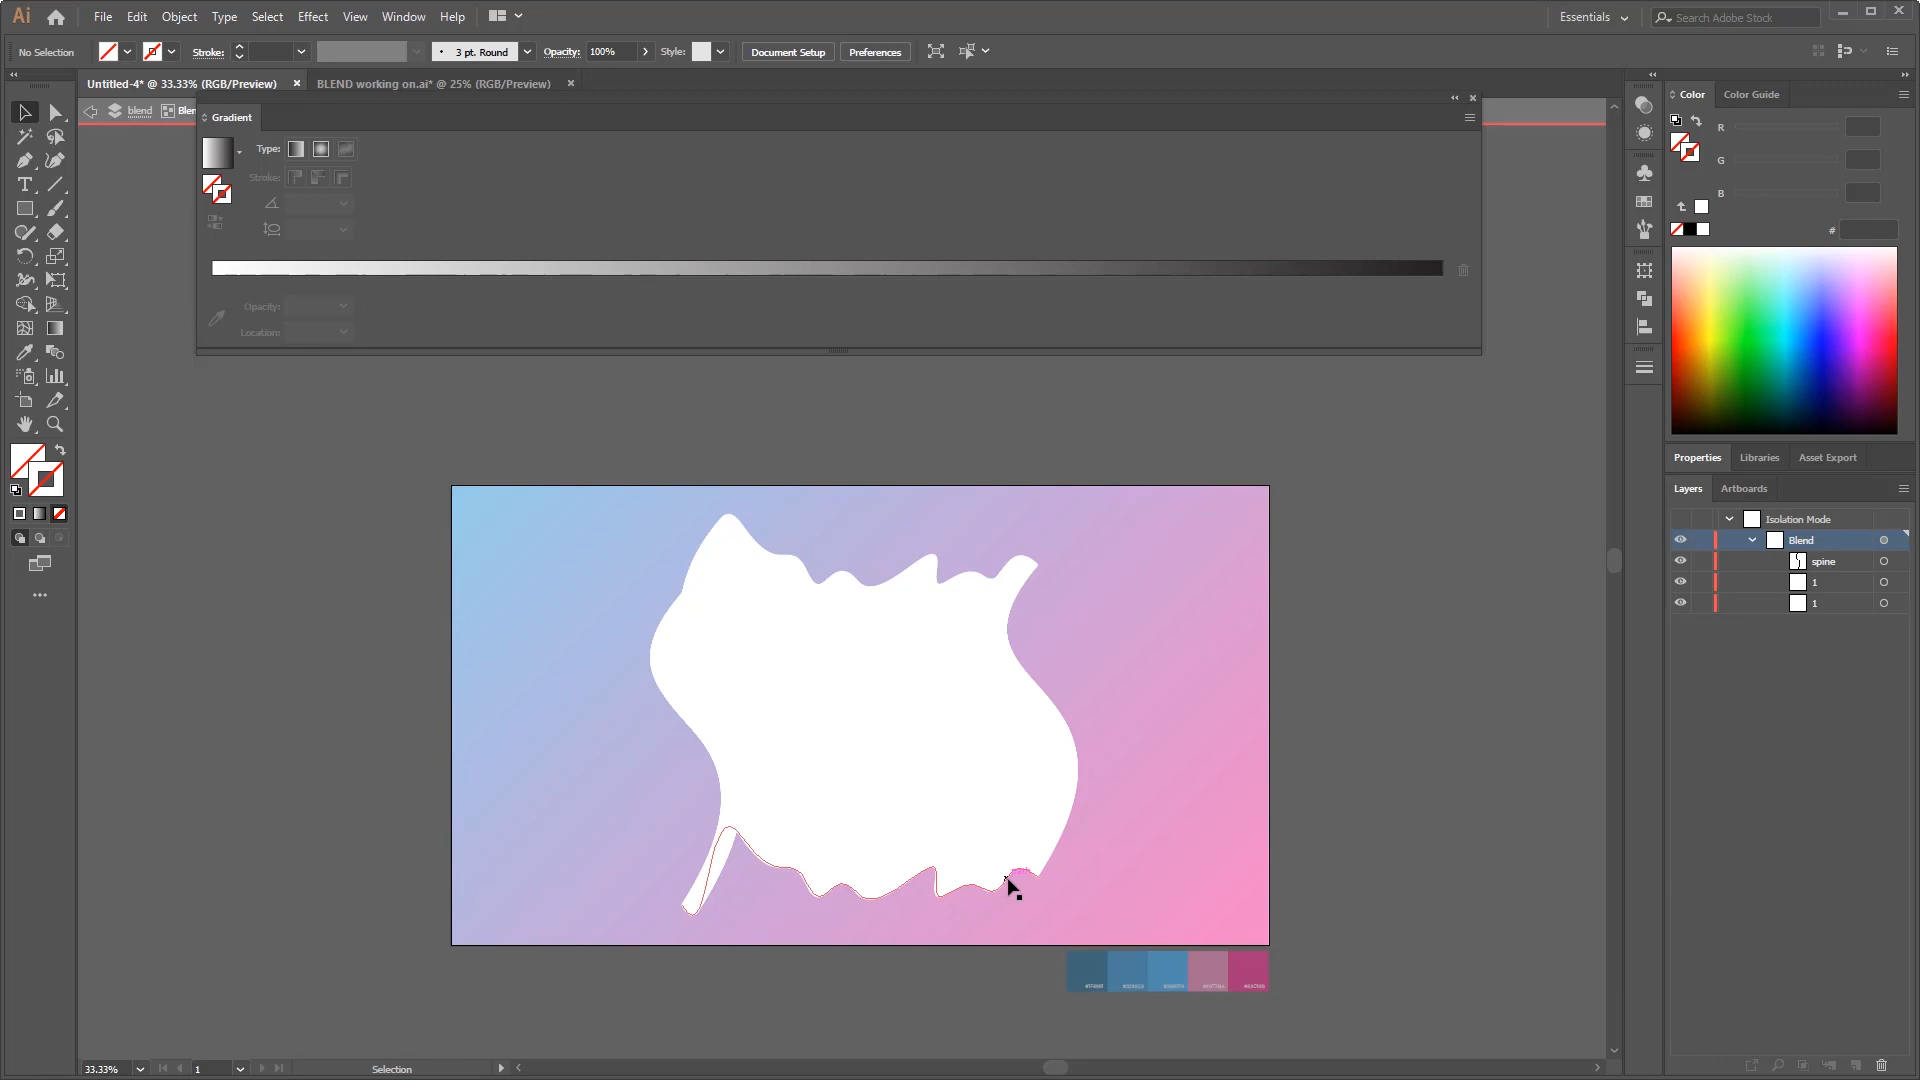 Ai File Edit Object Type Select Effect View Window Help Essentials Search Adobe Stock
No Selection Stroke: 3 pt. Round Opacity: 100% Style: Document Setup Preferences
Untitled-4* @ 33.33% (RGB/Preview) BLEND working on.ai* @ 25% (RGB/Preview)
blend Blen
Gradient
Type:
Stroke:
Opacity:
Location:
Color Color Guide
R
G
B
#
Properties Libraries Asset Export
Layers Artboards
Isolation Mode
Blend
spine
1
1
33.33% 1 Selection